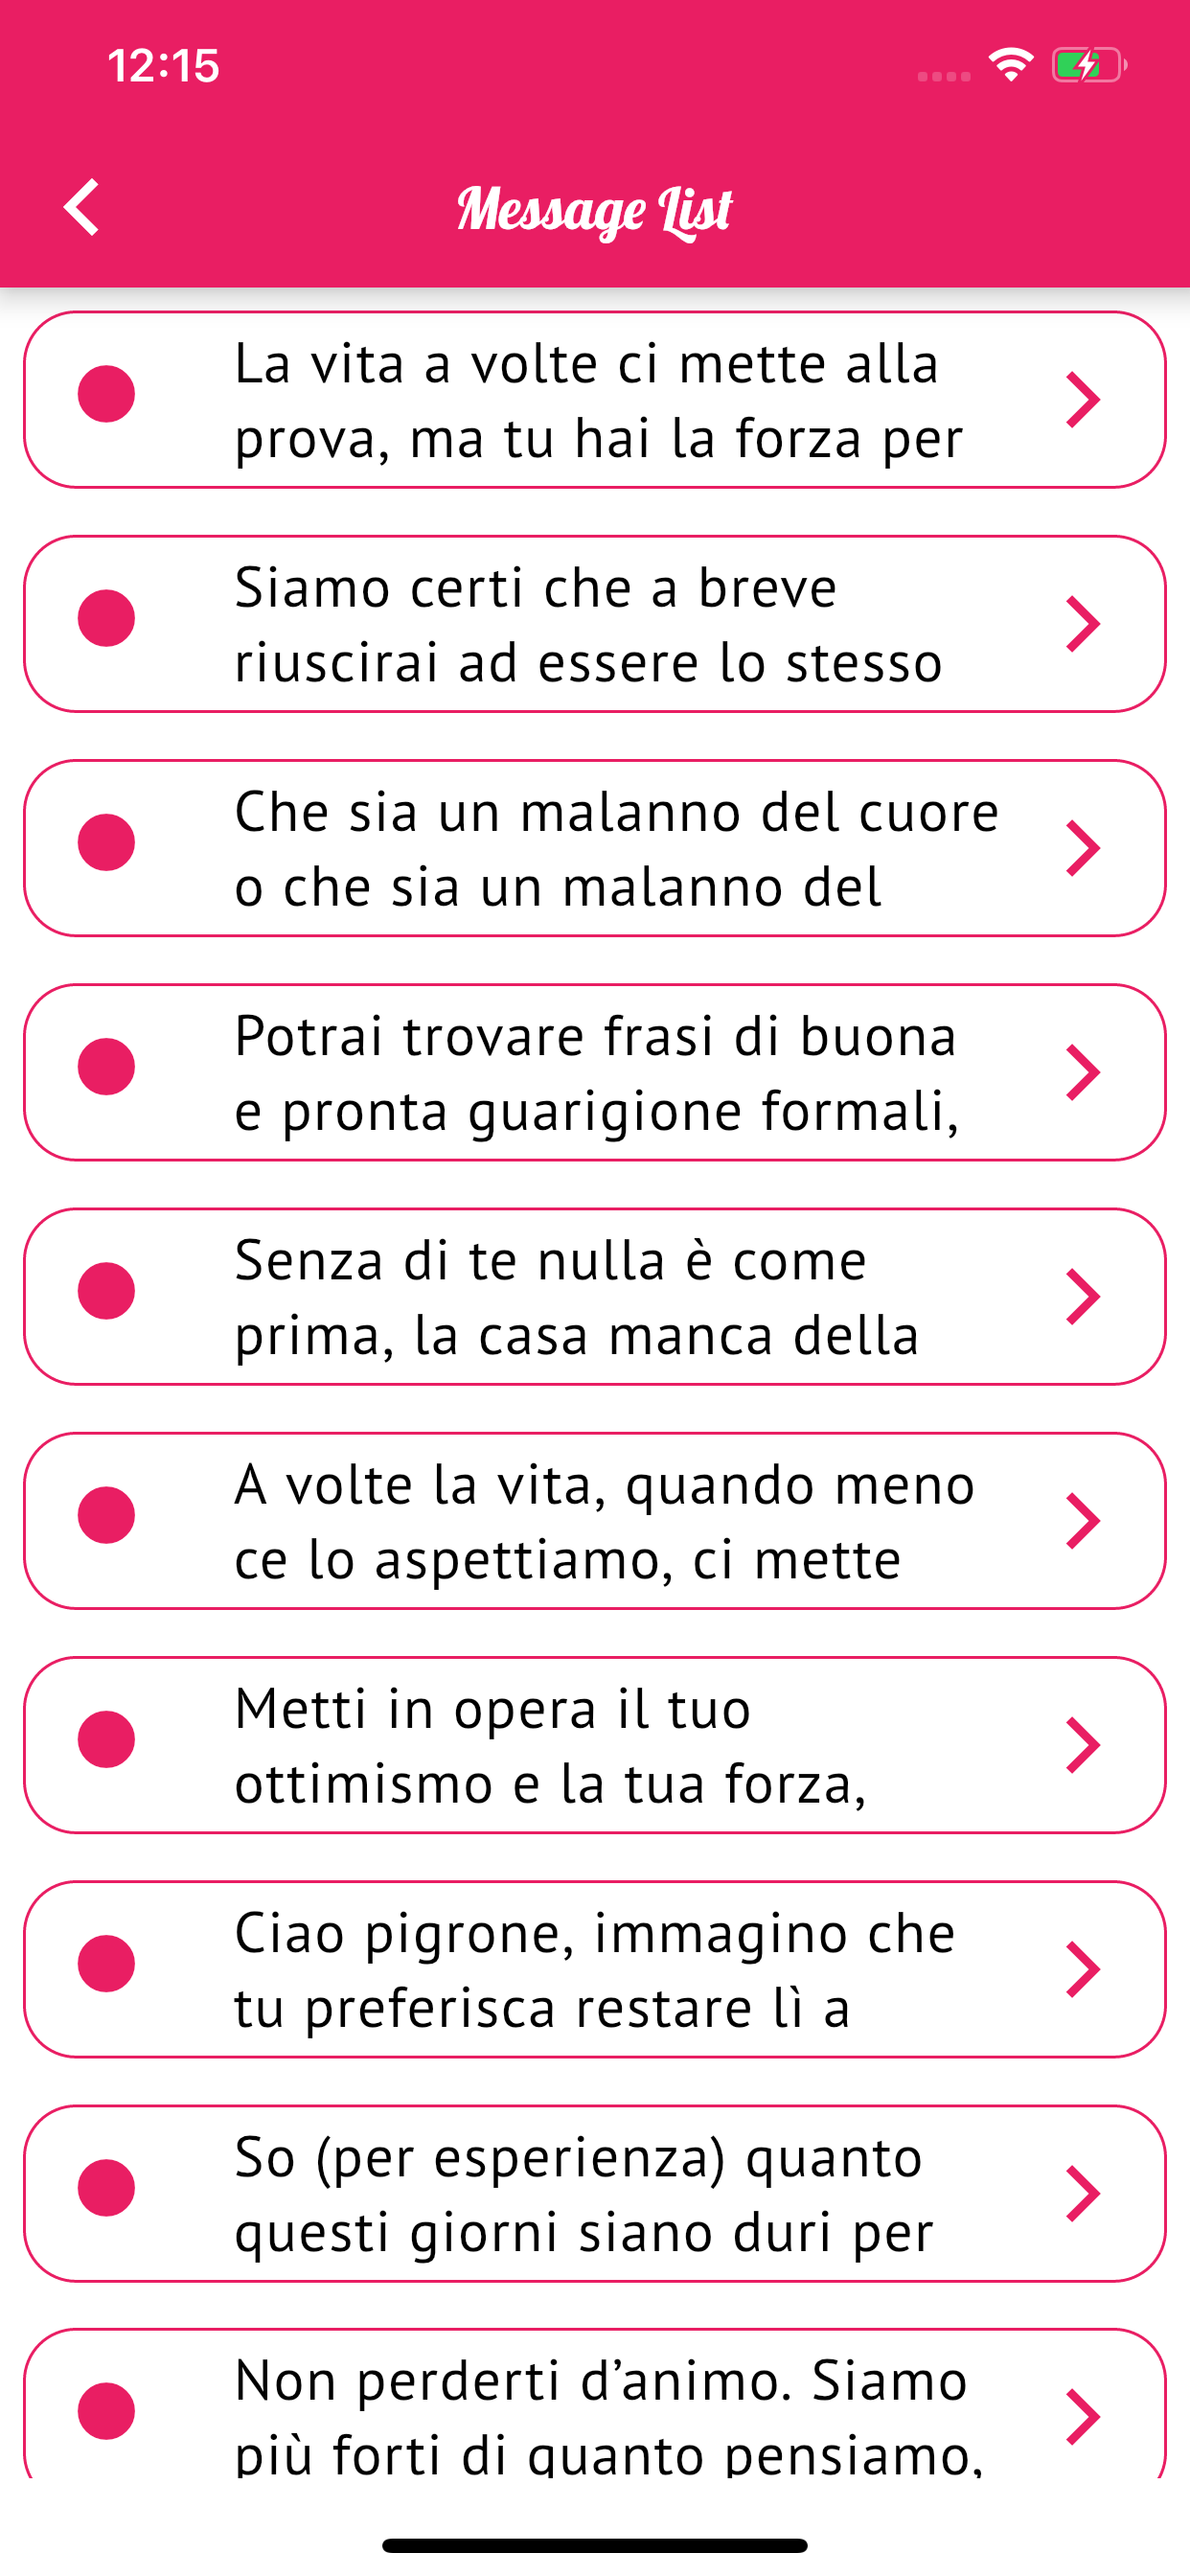 12:15
Message List
La vita a volte ci mette alla
prova, ma tu hai la forza per
Siamo certi che a breve
riuscirai ad essere lo stesso
Che sia un malanno del cuore
o che sia un malanno del
Potrai trovare frasi di buona
e pronta guarigione formali,
Senza di te nulla è come
prima, la casa manca della
A volte la vita, quando meno
ce lo aspettiamo, ci mette
Metti in opera il tuo
ottimismo e la tua forza,
Ciao pigrone, immagino che
tu preferisca restare lì a
So (per esperienza) quanto
questi giorni siano duri per
Non perderti d’animo. Siamo
più forti di quanto pensiamo,